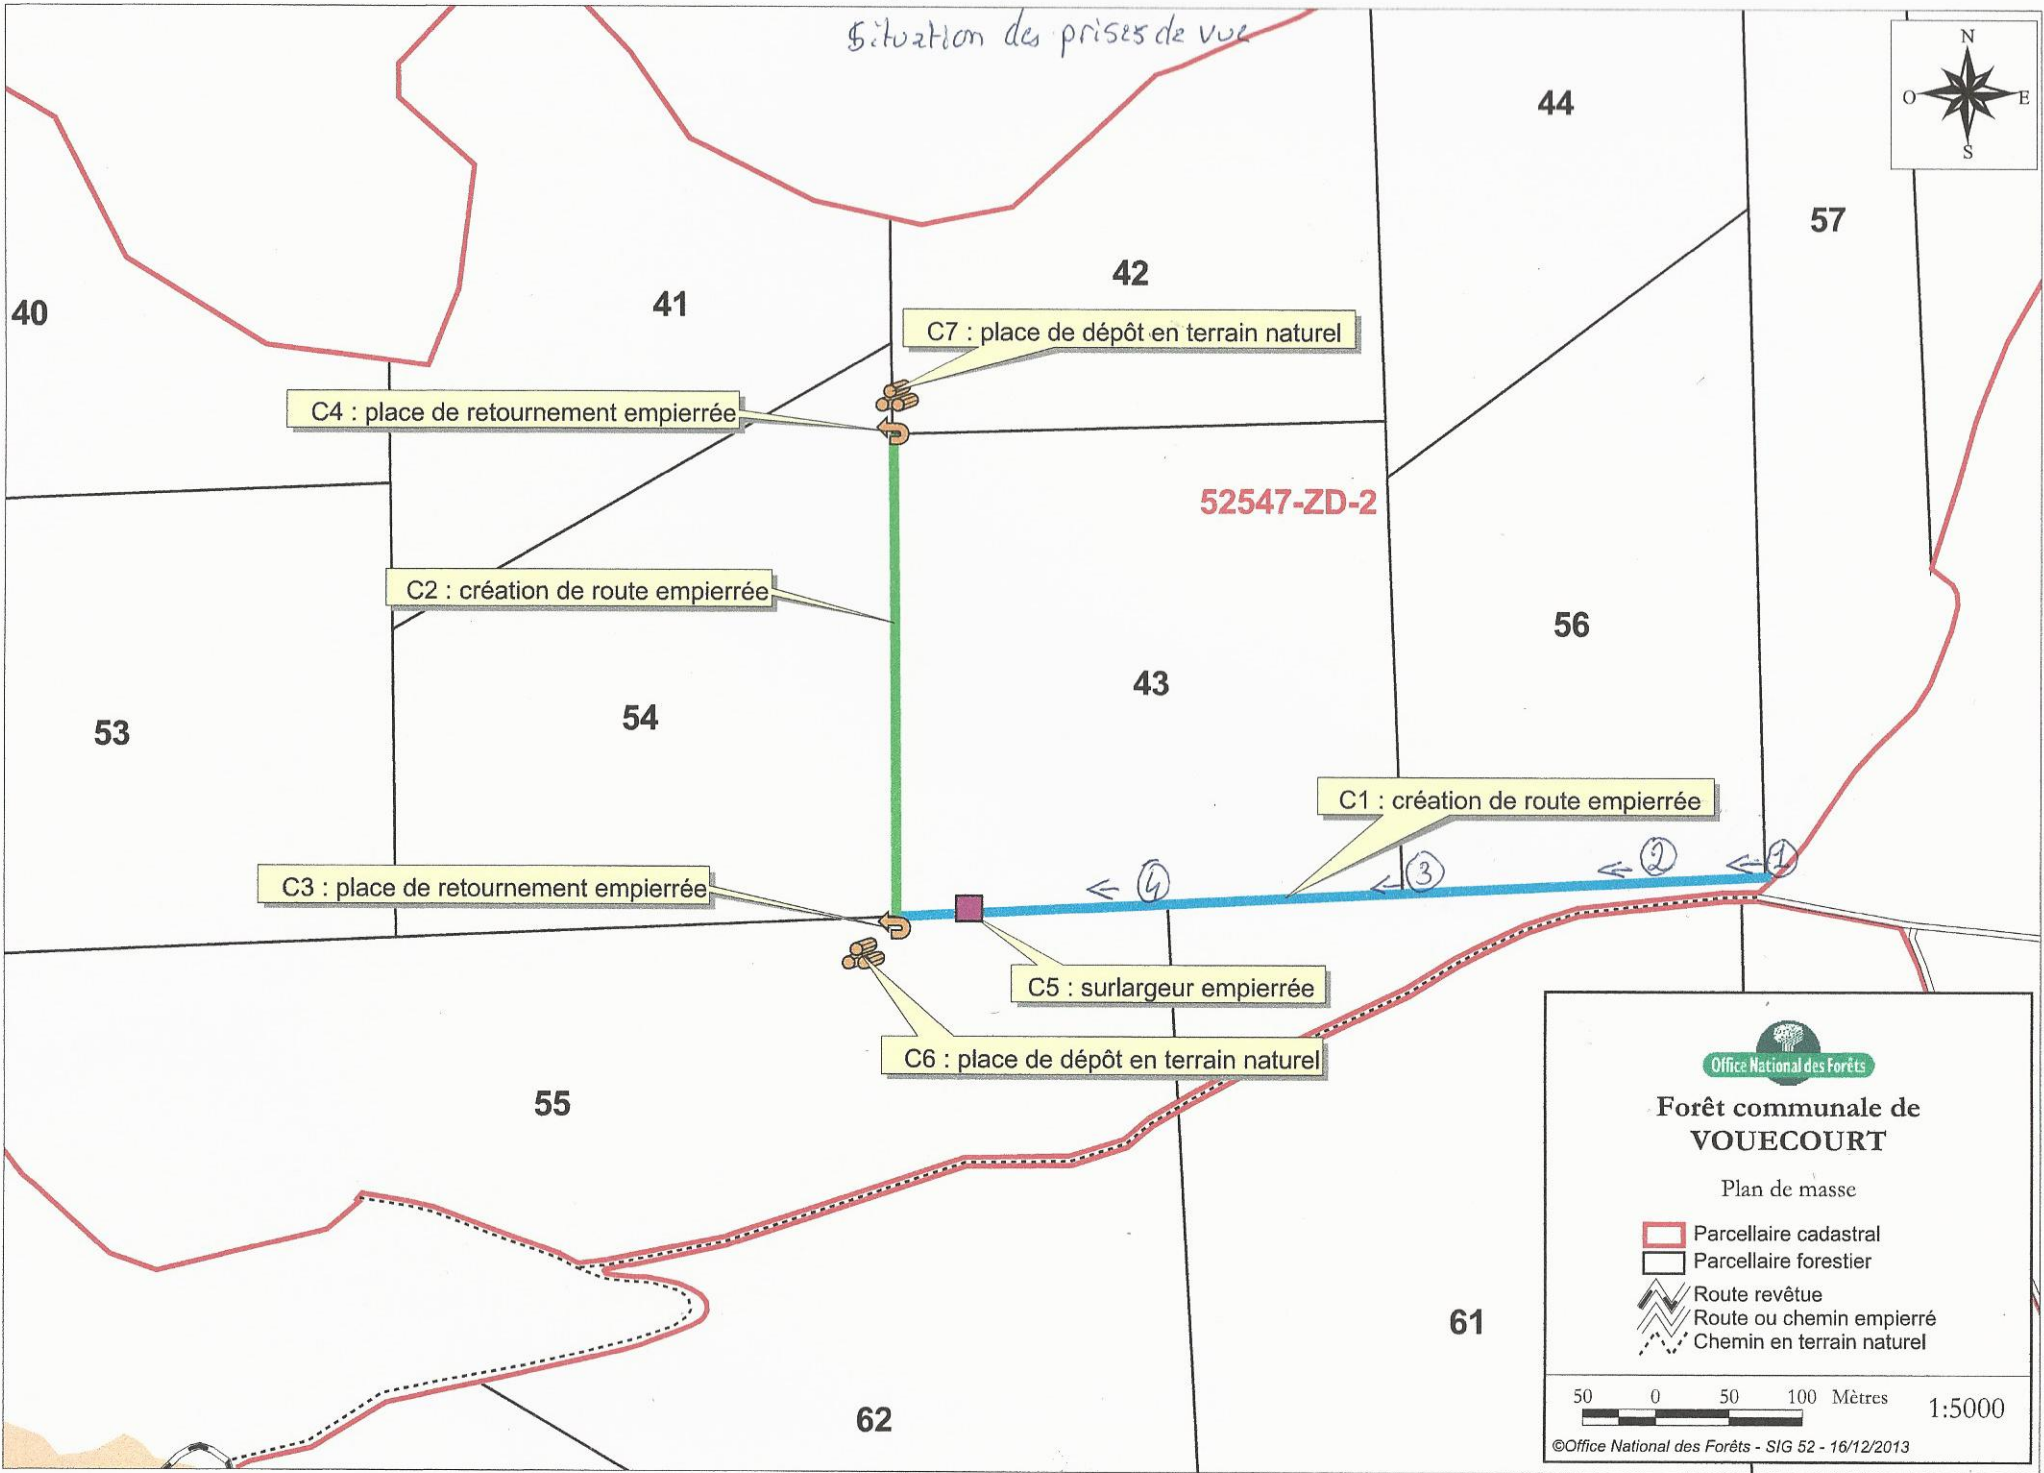 Situation des prises de vue
N
O
E
S
44
57
42
41
40
C7 : place de dépôt en terrain naturel
C4 : place de retournement empierrée
52547-ZD-2
C2 : création de route empierrée
56
43
54
53
C1 : création de route empierrée
1
2
3
4
C3 : place de retournement empierrée
C5 : surlargeur empierrée
C6 : place de dépôt en terrain naturel
55
61
62
Office National des Forêts
Forêt communale de
VOUECOURT
Plan de masse
Parcellaire cadastral
Parcellaire forestier
Route revêtue
Route ou chemin empierré
Chemin en terrain naturel
50 0 50 100 Mètres
1:5000
©Office National des Forêts - SIG 52 - 16/12/2013